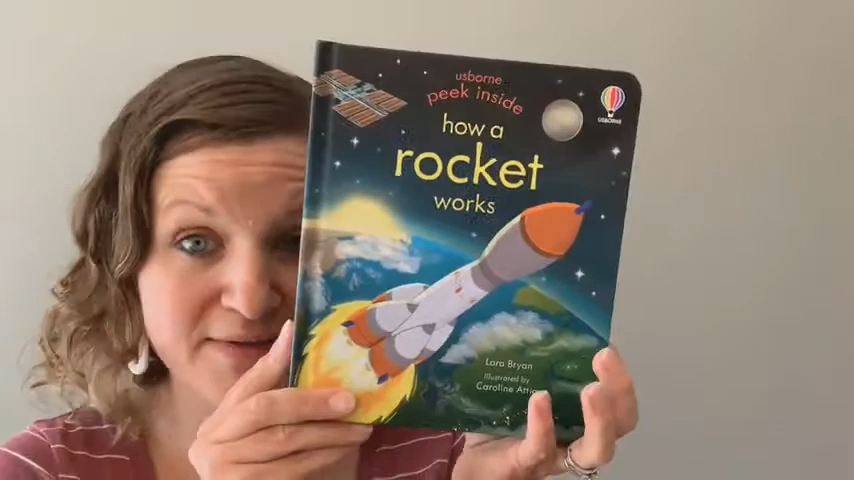 usborne
peek inside
how a
rocket
works
USBORNE
Lara Bryan
Illustrated by
Caroline